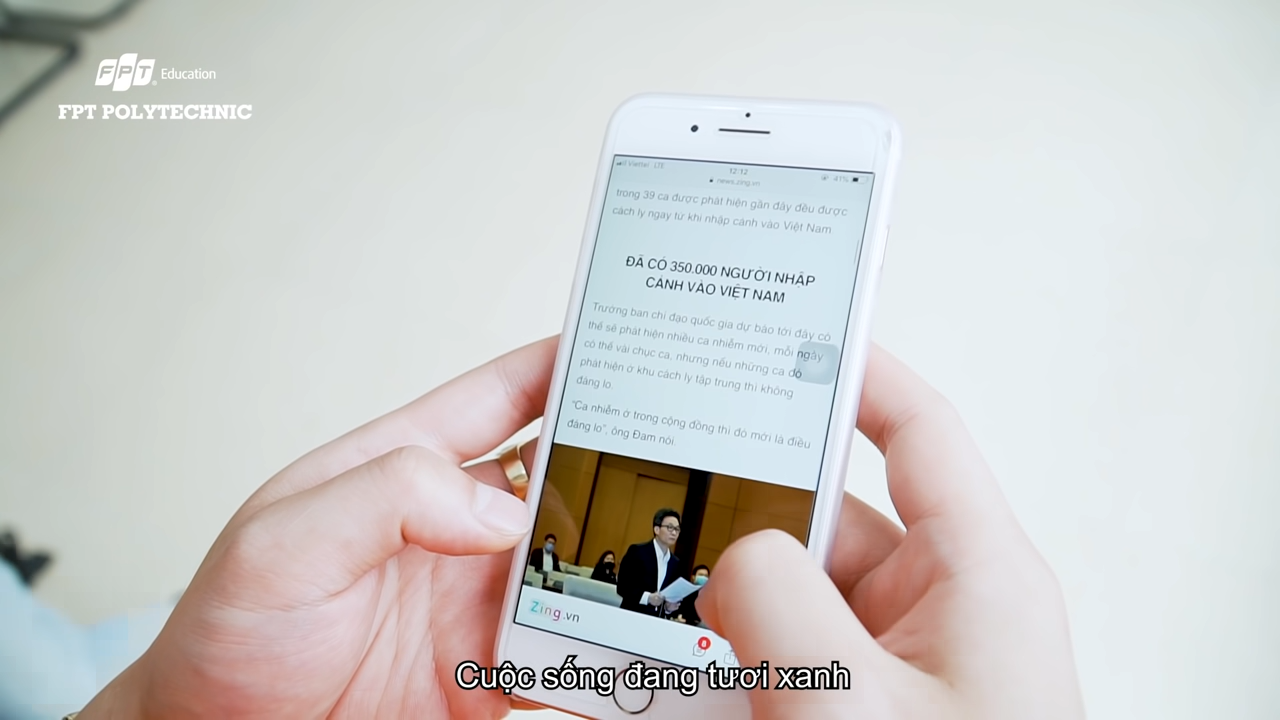 FPT Education
FPT POLYTECHNIC
Viettel LTE
12:12
41%
news.zing.vn
trong 39 ca được phát hiện gần đây đều được
cách ly ngay từ khi nhập cảnh vào Việt Nam.
ĐÃ CÓ 350.000 NGƯỜI NHẬP
CẢNH VÀO VIỆT NAM
Trưởng ban chỉ đạo quốc gia dự báo tới đây có
thể sẽ phát hiện nhiều ca nhiễm mới, mỗi ngày
có thể vài chục ca, nhưng nếu những ca đó
phát hiện ở khu cách ly tập trung thì không
đáng lo.
“Ca nhiễm ở trong cộng đồng thì đó mới là điều
đáng lo”, ông Đam nói.
Zing.vn
8
Cuộc sống đang tươi xanh